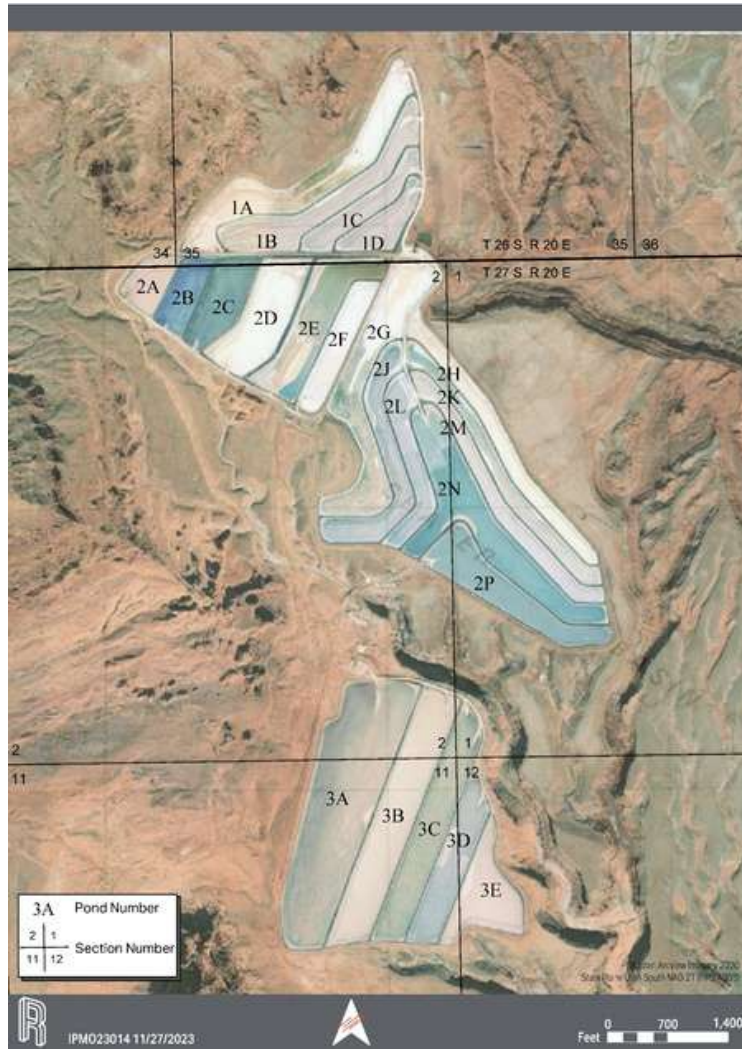 1A
1C
1B
1D
34 35
T 26 S R 20 E
35 36
2 1
T 27 S R 20 E
2A
2B
2C
2D
2E
2F
2G
2J
2H
2K
2L
2M
2N
2P
2
11
2 1
11 12
3A
3B
3C
3D
3E
3A Pond Number
2 1
11 12
Section Number
IPMO23014 11/27/2023
0 700 1,400
Feet